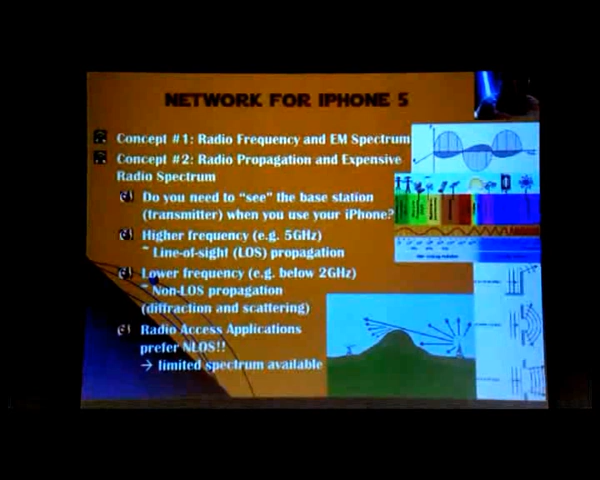 NETWORK FOR IPHONE 5
Concept #1: Radio Frequency and EM Spectrum
Concept #2: Radio Propagation and Expensive
Radio Spectrum
Do you need to "see" the base station
(transmitter) when you use your iPhone?
Higher frequency (e.g. 5GHz)
~ Line-of-sight (LOS) propagation
Lower frequency (e.g. below 2GHz)
~ Non-LOS propagation
(diffraction and scattering)
Radio Access Applications
prefer NLOS!!
→ limited spectrum available